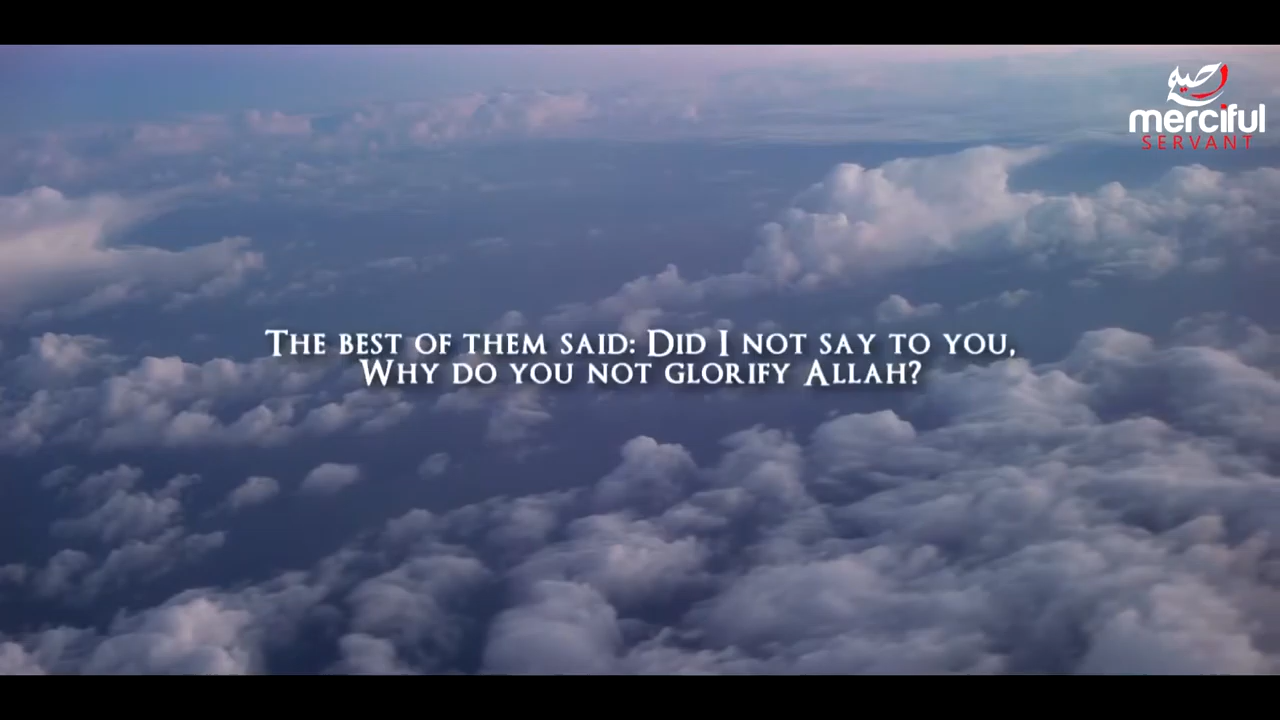 merciful
SERVANT
The best of them said: Did I not say to you,
Why do you not glorify Allah?